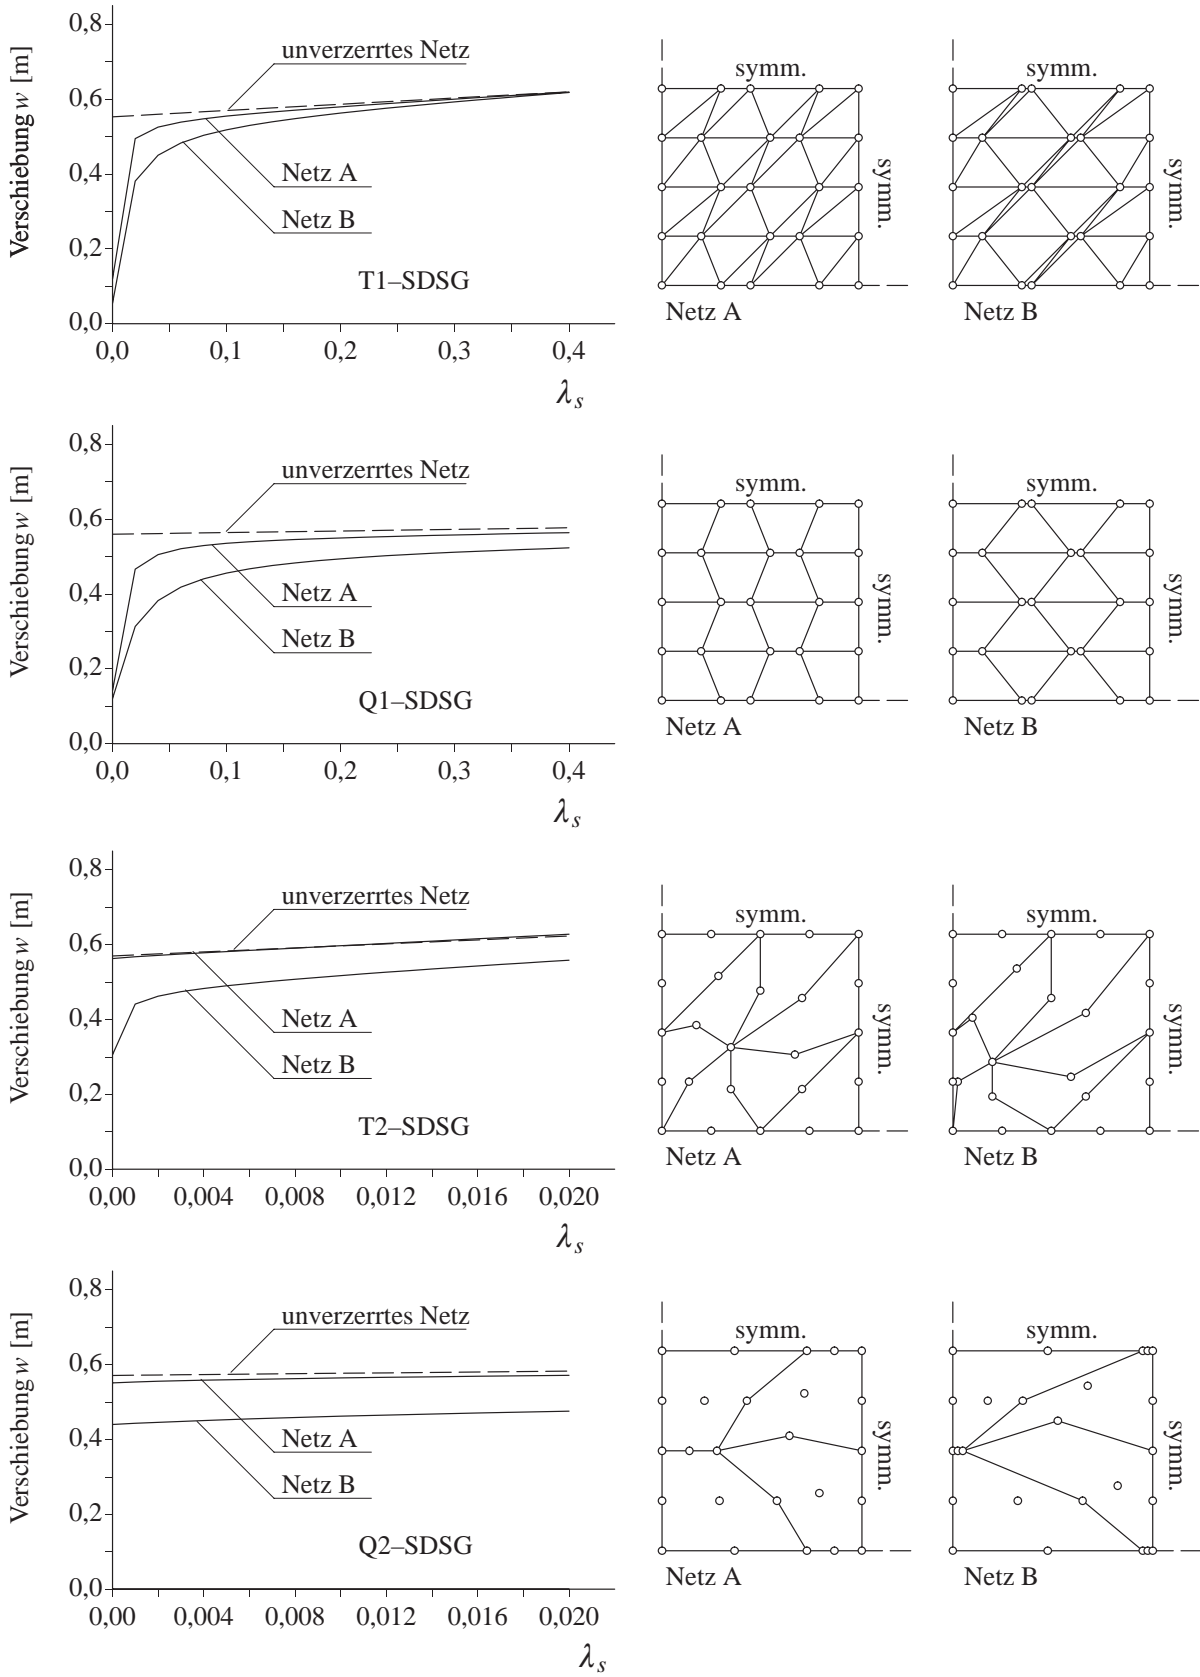 Verschiebung w [m]
0,8
0,6
0,4
0,2
0,0
unverzerrtes Netz
Netz A
Netz B
T1–SDSG
0,0 0,1 0,2 0,3 0,4
λs
symm.
symm.
Netz A
symm.
symm.
Netz B
Verschiebung w [m]
0,8
0,6
0,4
0,2
0,0
unverzerrtes Netz
Netz A
Netz B
Q1–SDSG
0,0 0,1 0,2 0,3 0,4
λs
symm.
symm.
Netz A
symm.
symm.
Netz B
Verschiebung w [m]
0,8
0,6
0,4
0,2
0,0
unverzerrtes Netz
Netz A
Netz B
T2–SDSG
0,00 0,004 0,008 0,012 0,016 0,020
λs
symm.
symm.
Netz A
symm.
symm.
Netz B
Verschiebung w [m]
0,8
0,6
0,4
0,2
0,0
unverzerrtes Netz
Netz A
Netz B
Q2–SDSG
0,00 0,004 0,008 0,012 0,016 0,020
λs
symm.
symm.
Netz A
symm.
symm.
Netz B